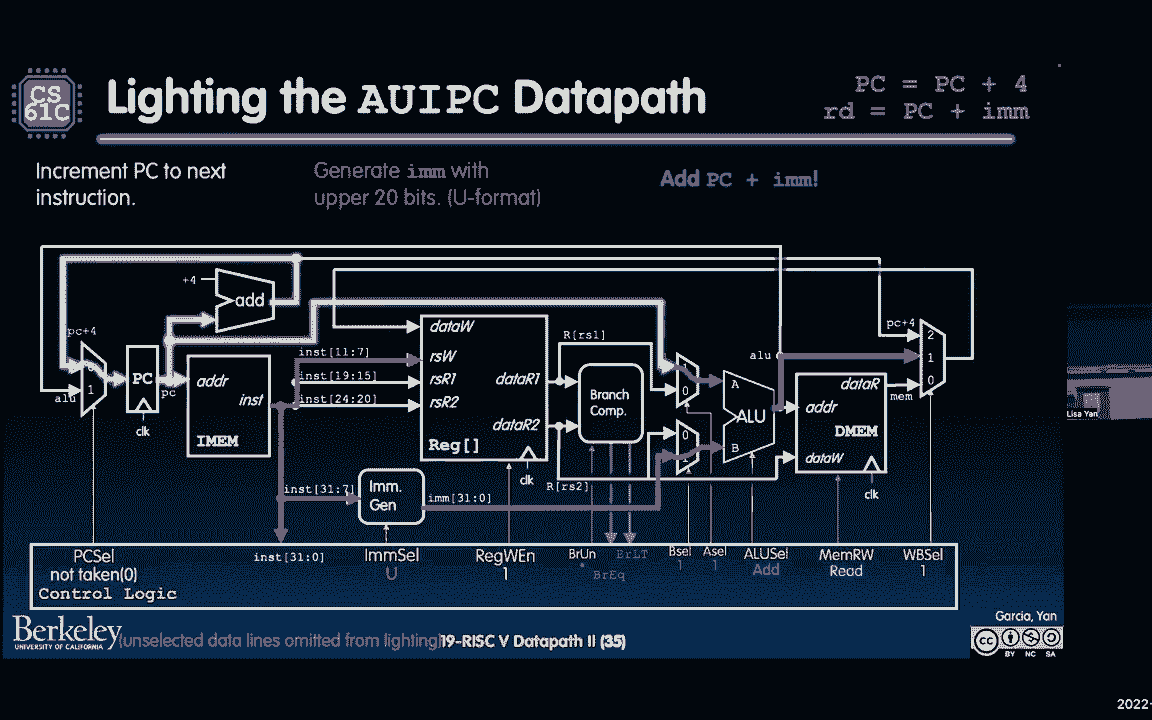 CS
61C
Lighting the AUIPC Datapath
PC = PC + 4
rd = PC + imm
Increment PC to next
instruction.
Generate imm with
upper 20 bits. (U-format)
Add PC + imm!
+4
add
pc+4
0
1
alu
PC
clk
pc
addr
inst
IMEM
inst[11:7]
inst[19:15]
inst[24:20]
dataW
rsW
rsR1
rsR2
dataR1
dataR2
Reg[]
clk
R[rs1]
R[rs2]
Branch
Comp.
inst[31:7]
Imm.
Gen
imm[31:0]
1
0
0
1
A
ALU
B
alu
addr
dataR
DMEM
dataW
clk
pc+4
mem
2
1
0
PCSel
not taken(0)
Control Logic
inst[31:0]
ImmSel
U
RegWEn
1
BrUn
*
BrEq
BrLT
Bsel
1
Asel
1
ALUSel
Add
MemRW
Read
WBSel
1
Berkeley
UNIVERSITY OF CALIFORNIA
(unselected data lines omitted from lighting)
19-RISC V Datapath II (35)
Garcia, Yan
cc
BY NC SA
Lisa Yan
2022-